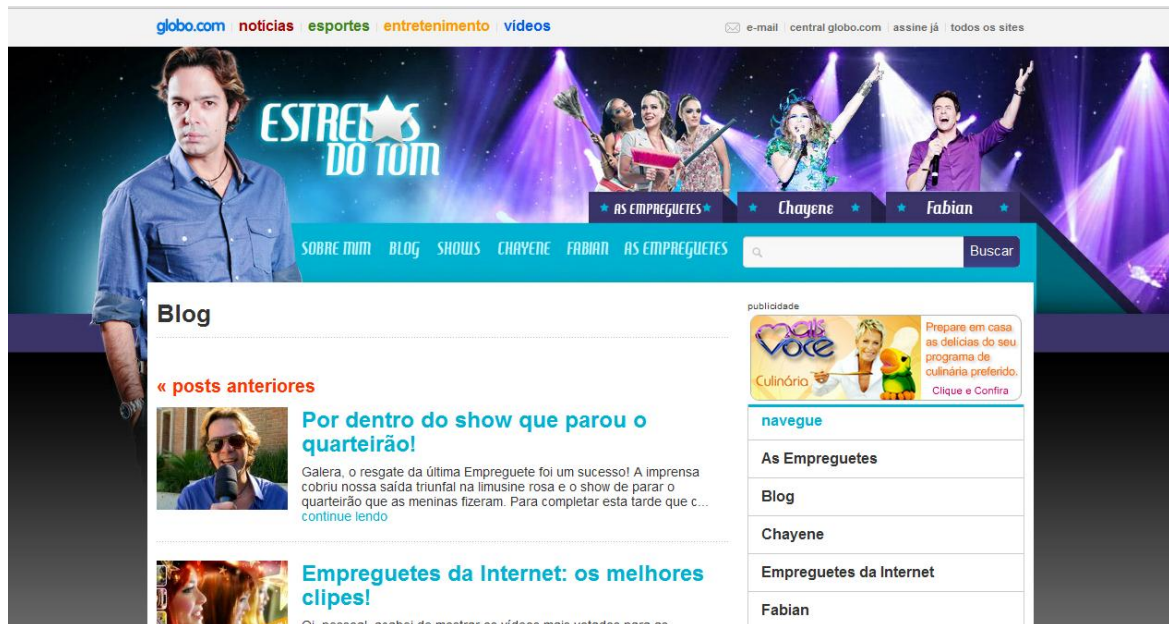 globo.com notícias esportes entretenimento vídeos
e-mail central globo.com assine já todos os sites
ESTRELAS
DO TOM
AS EMPREGUETES Chayene Fabian
SOBRE MIM BLOG SHOWS CHAYENE FABIAN AS EMPREGUETES
Buscar
Blog
« posts anteriores
Por dentro do show que parou o
quarteirão!
Galera, o resgate da última Empreguete foi um sucesso! A imprensa
cobriu nossa saída triunfal na limusine rosa e o show de parar o
quarteirão que as meninas fizeram. Para completar esta tarde que c...
continue lendo
Empreguetes da Internet: os melhores
clipes!
publicidade
mais
você
Culinária
Prepare em casa
as delícias do seu
programa de
culinária preferido.
Clique e Confira
navegue
As Empreguetes
Blog
Chayene
Empreguetes da Internet
Fabian